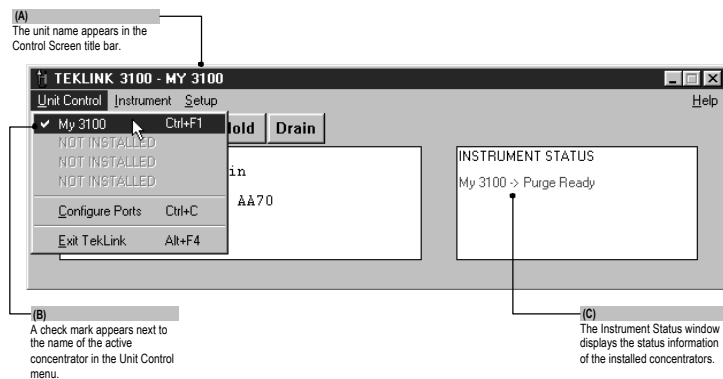 (A)
The unit name appears in the
Control Screen title bar.
TEKLINK 3100 - MY 3100
Unit Control Instrument Setup Help
My 3100 Ctrl+F1
NOT INSTALLED
NOT INSTALLED
NOT INSTALLED
Configure Ports Ctrl+C
Exit TekLink Alt+F4
Drain
AA70
INSTRUMENT STATUS
My 3100 -> Purge Ready
(B)
A check mark appears next to
the name of the active
concentrator in the Unit Control
menu.
(C)
The Instrument Status window
displays the status information
of the installed concentrators.